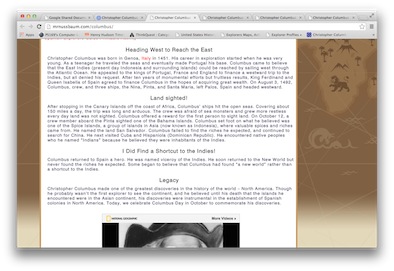 Heading West to Reach the East
Christopher Columbus was born in Genoa, Italy in 1451. His career in exploration started when he was very
young. As a teenager he traveled the seas and eventually made Portugal his base. Columbus came to believe
that the East Indies (present day Indonesia and surrounding islands) could be reached by sailing west through
the Atlantic Ocean. He appealed to the kings of Portugal, France and England to finance a westward trip to the
Indies, but all denied his request. After ten years of monumental efforts but fruitless results, King Ferdinand and
Queen Isabella of Spain agreed to finance Columbus in the hopes of acquiring great wealth. On August 3, 1492,
Columbus, crew, and three ships, the Nina, Pinta, and Santa Maria, left Palos, Spain and headed westward.
Land sighted!
After stopping in the Canary Islands off the coast of Africa, Columbus' ships hit the open seas. Covering about
150 miles a day, the trip was long and arduous. The crew was afraid of sea monsters and grew more restless
every day land was not sighted. Columbus offered a reward for the first person to sight land. On October 12, a
crew member aboard the Pinta sighted one of the Bahama Islands. Columbus set foot on what he believed was
one of the Spice Islands, a group of islands in Asia (now known as Indonesia), where valuable spices and riches
came from. He named the land San Salvador. Columbus failed to find the riches he expected, and continued to
search for China. He next visited Cuba and Hispaniola (Dominican Republic). He encountered native peoples
who he named "Indians" because he believed they were inhabitants of the Indies.
I Did Find a Shortcut to the Indies!
Columbus returned to Spain a hero. He was named viceroy of the Indies. He soon returned to the New World but
never found the riches he expected. Some began to believe that Columbus had found "a new world" rather than
a shortcut to the Indies.
Legacy
Christopher Columbus made one of the greatest discoveries in the history of the world - North America. Though
he probably wasn't the first explorer to see the continent, and he believed until his death that the islands he
encountered were in the Asian continent, his discoveries were instrumental in the establishment of Spanish
colonies in North America. Today, we celebrate Columbus Day in October to commemorate his discoveries.
More Videos